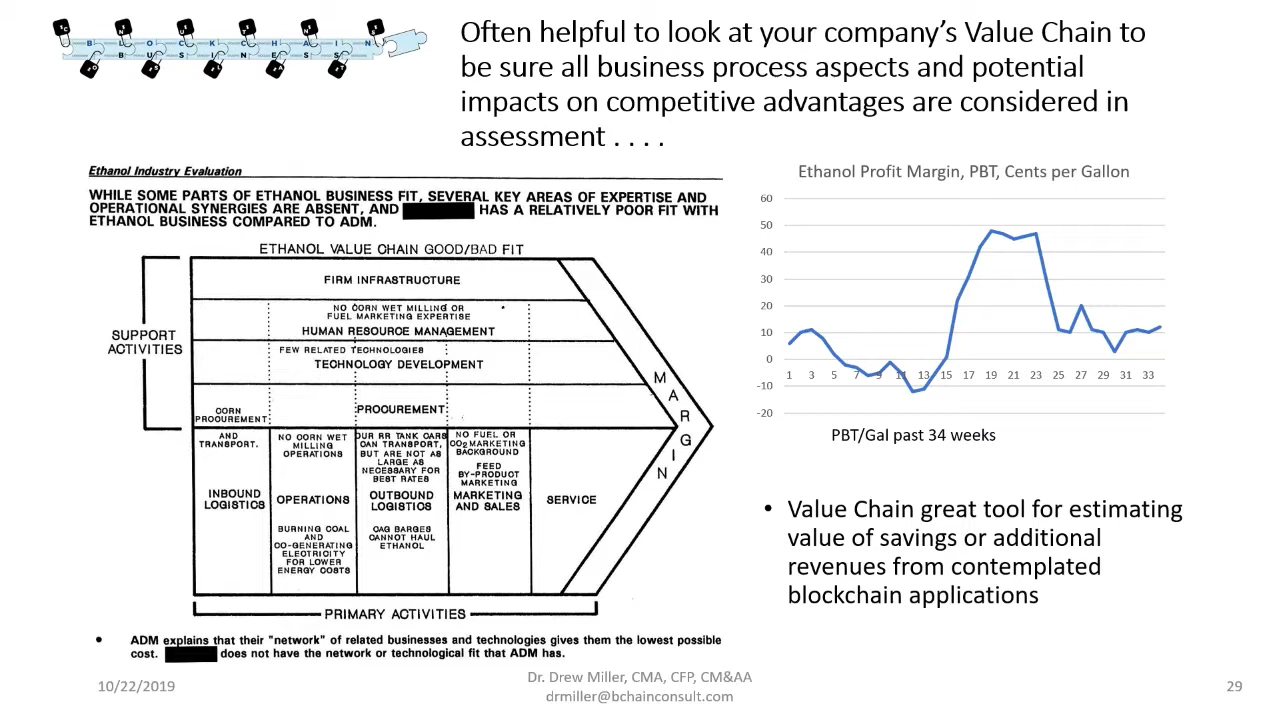 B L O C K C H A I N
B U S I N E S S
Often helpful to look at your company's Value Chain to
be sure all business process aspects and potential
impacts on competitive advantages are considered in
assessment . . . .
Ethanol Industry Evaluation
WHILE SOME PARTS OF ETHANOL BUSINESS FIT, SEVERAL KEY AREAS OF EXPERTISE AND
OPERATIONAL SYNERGIES ARE ABSENT, AND HAS A RELATIVELY POOR FIT WITH
ETHANOL BUSINESS COMPARED TO ADM.
ETHANOL VALUE CHAIN GOOD/BAD FIT
FIRM INFRASTRUCTURE
NO CORN WET MILLING OR
FUEL MARKETING EXPERTISE
HUMAN RESOURCE MANAGEMENT
SUPPORT
ACTIVITIES
FEW RELATED TECHNOLOGIES
TECHNOLOGY DEVELOPMENT
CORN
PROCUREMENT
PROCUREMENT
MARGIN
AND
TRANSPORT.
INBOUND
LOGISTICS
NO CORN WET
MILLING
OPERATIONS
OPERATIONS
BURNING COAL
AND
CO-GENERATING
ELECTRICITY
FOR LOWER
ENERGY COSTS
OUR RR TANK CARS
CAN TRANSPORT,
BUT ARE NOT AS
LARGE AS
NECESSARY FOR
BEST RATES
OUTBOUND
LOGISTICS
CAG BARGES
CANNOT HAUL
ETHANOL
NO FUEL OR
CO2 MARKETING
BACKGROUND
FEED
BY-PRODUCT
MARKETING
MARKETING
AND SALES
SERVICE
PRIMARY ACTIVITIES
• ADM explains that their "network" of related businesses and technologies gives them the lowest possible
cost. does not have the network or technological fit that ADM has.
Ethanol Profit Margin, PBT, Cents per Gallon
60
50
40
30
20
10
0
-10
-20
1 3 5 7 9 11 13 15 17 19 21 23 25 27 29 31 33
PBT/Gal past 34 weeks
• Value Chain great tool for estimating
value of savings or additional
revenues from contemplated
blockchain applications
10/22/2019
Dr. Drew Miller, CMA, CFP, CM&AA
drmiller@bchainconsult.com
29